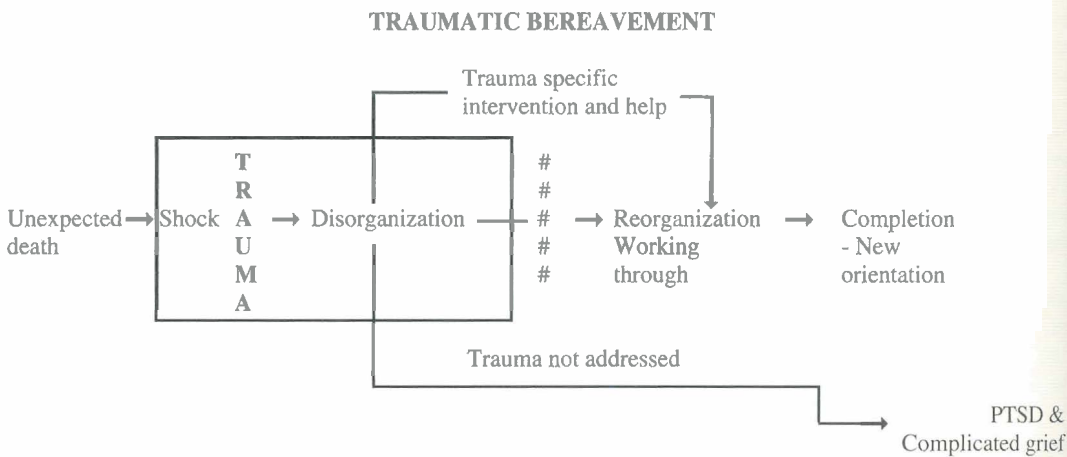 TRAUMATIC BEREAVEMENT
Trauma specific
intervention and help
T
R
A
U
M
A
#
#
#
#
#
Unexpected
death
Shock
Disorganization
Reorganization
Working
through
Completion
- New
orientation
Trauma not addressed
PTSD &
Complicated grief